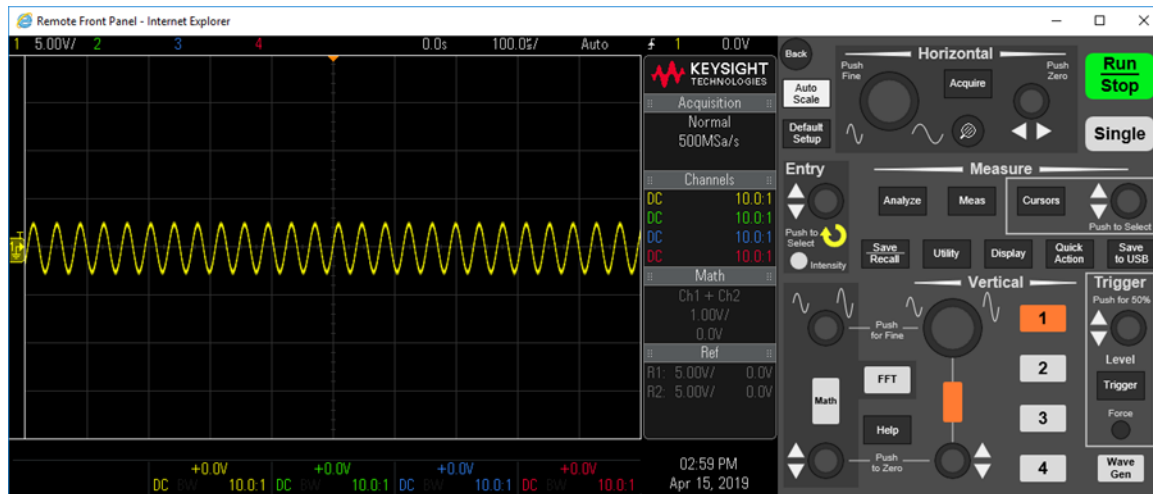 Remote Front Panel - Internet Explorer
1 5.00V/ 2 3 4 0.0s 100.0s/ Auto 1 0.0V
KEYSIGHT
TECHNOLOGIES
Acquisition
Normal
500MSa/s
Channels
DC 10.0:1
DC 10.0:1
DC 10.0:1
DC 10.0:1
Math
Ch1 + Ch2
1.00V/
0.0V
Ref
R1: 5.00V/ 0.0V
R2: 5.00V/ 0.0V
+0.0V +0.0V +0.0V +0.0V
DC BW 10.0:1 DC BW 10.0:1 DC BW 10.0:1 DC BW 10.0:1
02:59 PM
Apr 15, 2019
Back
Horizontal
Push
Fine
Acquire
Push
Zero
Run
Stop
Auto
Scale
Default
Setup
Single
Entry
Push to
Select
Intensity
Measure
Analyze
Meas
Cursors
Push to Select
Save
Recall
Utility
Display
Quick
Action
Save
to USB
Vertical
Push
for Fine
FFT
Math
Help
Push
to Zero
1
2
3
4
Trigger
Push for 50%
Level
Trigger
Force
Wave
Gen